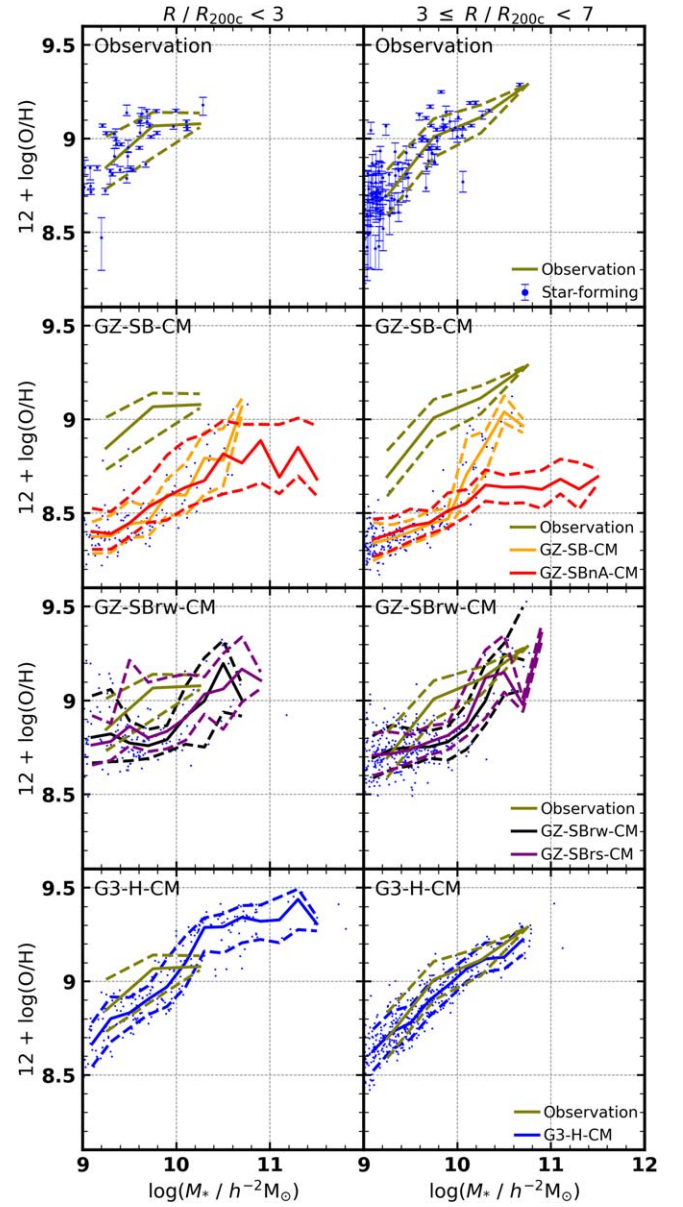 R / R200c < 3
3 ≤ R / R200c < 7
9.5
9
8.5
12 + log(O/H)
Observation
Observation
Observation
Star-forming
9.5
9
8.5
12 + log(O/H)
GZ-SB-CM
GZ-SB-CM
Observation
GZ-SB-CM
GZ-SBnA-CM
9.5
9
8.5
12 + log(O/H)
GZ-SBrw-CM
GZ-SBrw-CM
Observation
GZ-SBrw-CM
GZ-SBrs-CM
9.5
9
8.5
12 + log(O/H)
G3-H-CM
G3-H-CM
Observation
G3-H-CM
9 10 11 9 10 11 12
log(M* / h⁻²M⊙) log(M* / h⁻²M⊙)